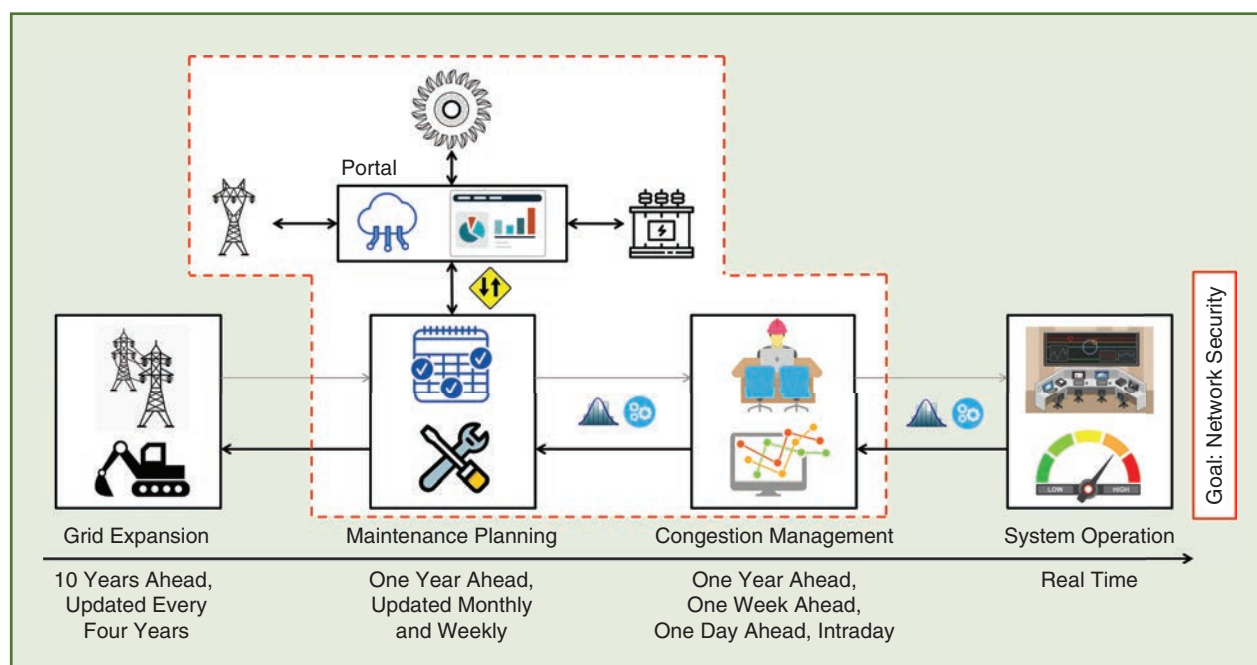 Portal
Goal: Network Security
LOW
HIGH
Grid Expansion
Maintenance Planning
Congestion Management
System Operation
10 Years Ahead,
Updated Every
Four Years
One Year Ahead,
Updated Monthly
and Weekly
One Year Ahead,
One Week Ahead,
One Day Ahead, Intraday
Real Time